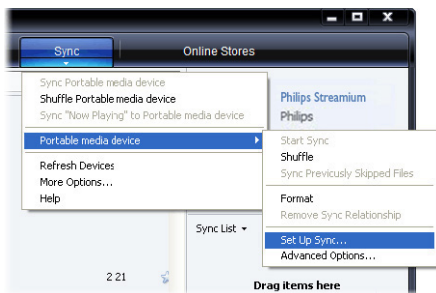 Sync
Online Stores
Sync Portable media device
Shuffle Portable media device
Sync "Now Playing" to Portable media device
Portable media device
Refresh Devices
More Options...
Help
Philips Streamium
Philips
Start Sync
Shuffle
Sync Previously Skipped Files
Format
Remove Sync Relationship
Set Up Sync...
Advanced Options...
Sync List
2 21
Drag items here